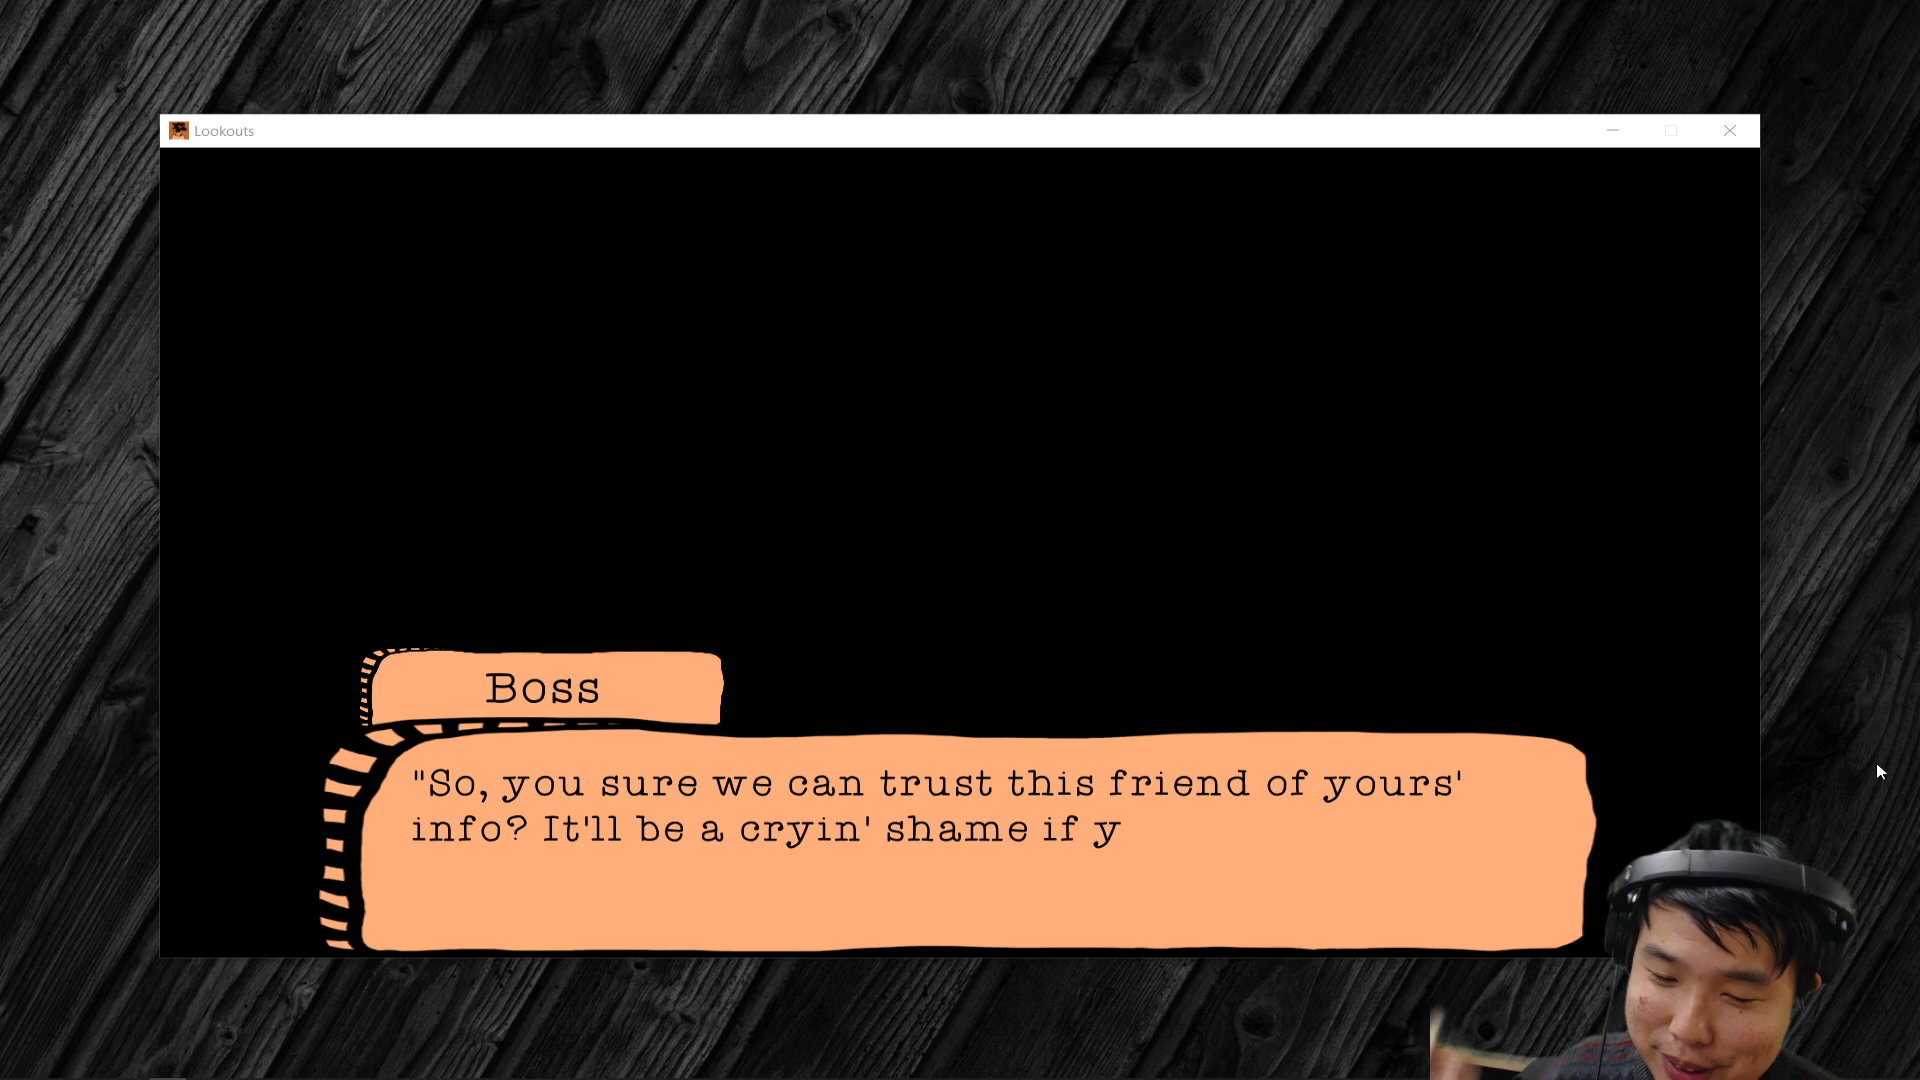 Lookouts
Boss
"So, you sure we can trust this friend of yours'
info? It'll be a cryin' shame if y